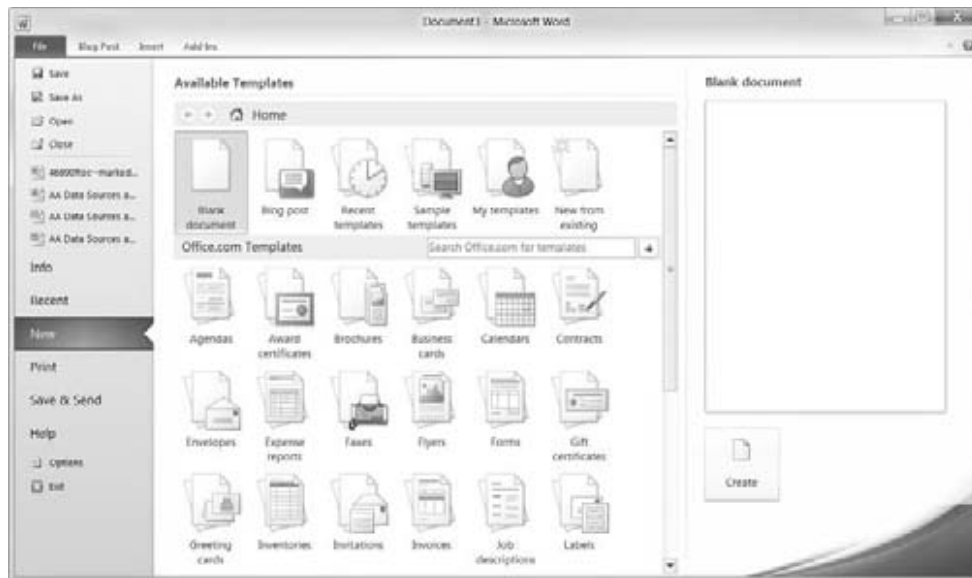 Document1 - Microsoft Word
File Blog Post Insert Add-Ins
Save
Save As
Open
Close
AA Data Sources a...
AA Data Sources a...
AA Data Sources a...
Info
Recent
New
Print
Save & Send
Help
Options
Exit
Available Templates
Home
Blank
document
Blog post
Recent
templates
Sample
templates
My templates
New from
existing
Office.com Templates
Search Office.com for templates
Agendas
Award
certificates
Brochures
Business
cards
Calendars
Contracts
Envelopes
Expense
reports
Faxes
Flyers
Forms
Gift
certificates
Greeting
cards
Inventories
Invitations
Invoices
Job
descriptions
Labels
Blank document
Create